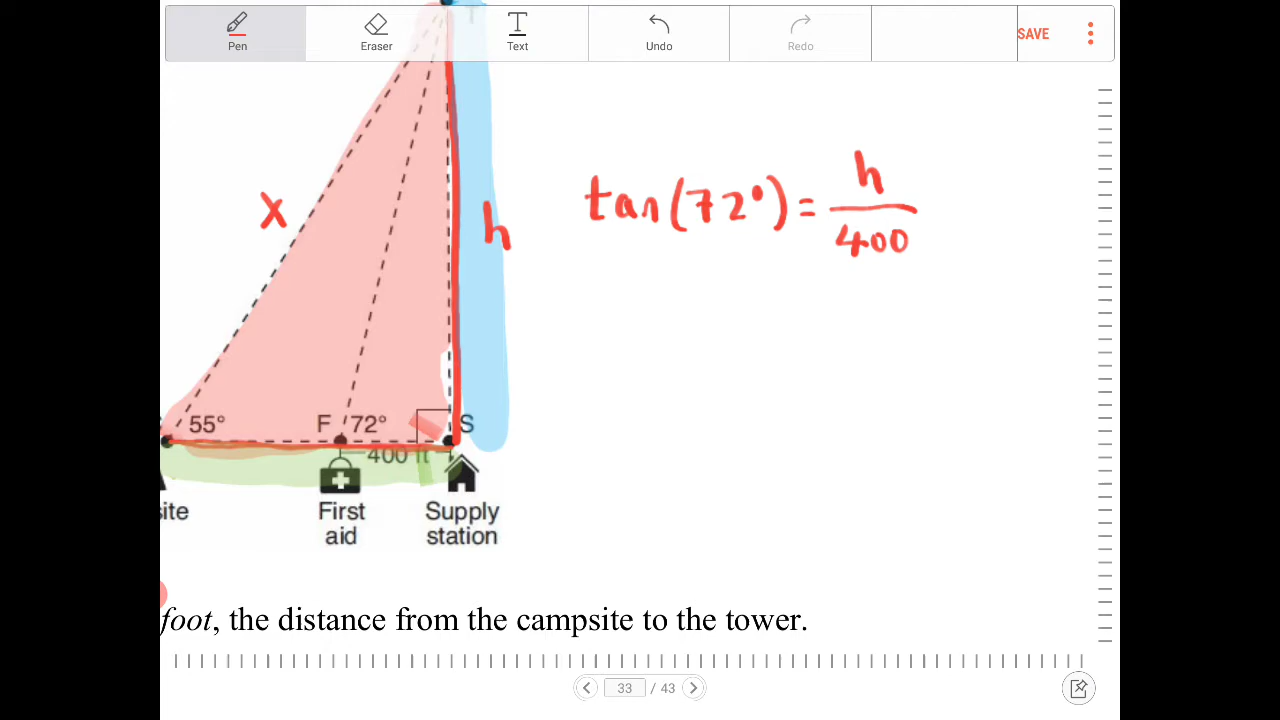 Pen
Eraser
Text
Undo
Redo
SAVE
x
h
tan(72°) = h/400
55°
F 72°
S
400 ft
site
First
aid
Supply
station
foot, the distance from the campsite to the tower.
33 / 43